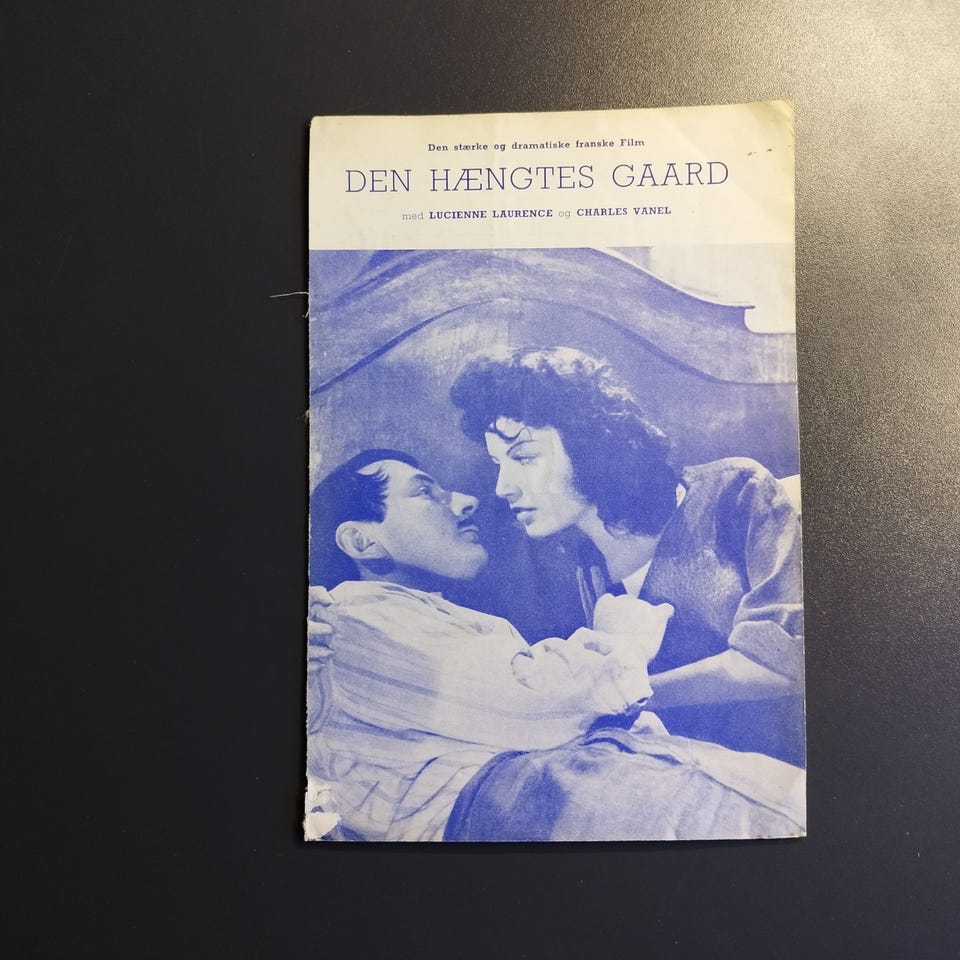 Den stærke og dramatiske franske Film
DEN HÆNGTES GAARD
med LUCIENNE LAURENCE og CHARLES VANEL